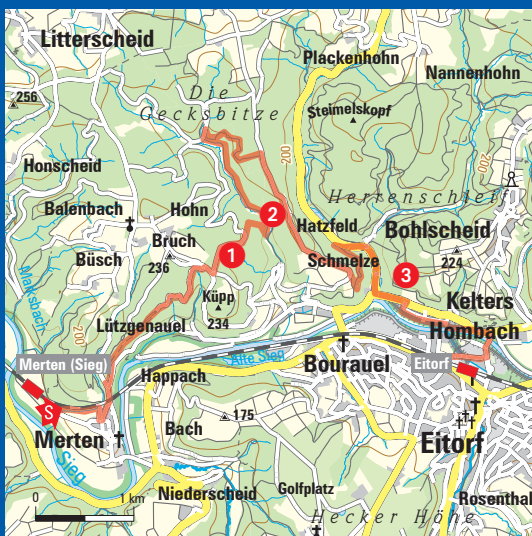 Litterscheid
Plackenhohn
Nannenhohn
Die
Gecksbitze
256
Steimelskopf
200
200
Honscheid
Herrenschleif
Balenbach
Hohn
2
Hatzfeld
Bohlscheid
Bruch
1
Büsch
236
Schmelze
3
224
Küpp
Kelters
200
234
Lützgenauel
Hombach
Merten (Sieg)
Alte Sieg
Eitorf
Happach
Bourauel
S
Merten
Bach
175
Eitorf
Sieg
Niederscheid
Golfplatz
Rosenthal
0
1 km
Hecker Höhe